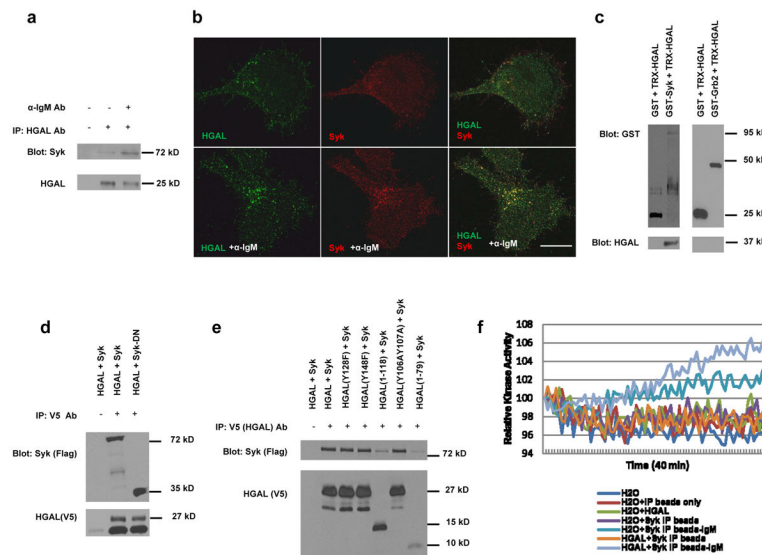 a
α-IgM Ab - - +
IP: HGAL Ab - + +
Blot: Syk
72 kD
HGAL
25 kD
b
HGAL
Syk
HGAL
Syk
HGAL +α-IgM
Syk +α-IgM
HGAL
Syk +α-IgM
c
GST + TRX-HGAL
GST-Syk + TRX-HGAL
GST + TRX-HGAL
GST-Grb2 + TRX-HGAL
Blot: GST
95 k
50 k
25 k
Blot: HGAL
37 k
d
HGAL + Syk
HGAL + Syk
HGAL + Syk-DN
IP: V5 Ab - + +
Blot: Syk (Flag)
72 kD
35 kD
HGAL(V5)
27 kD
e
HGAL + Syk
HGAL + Syk
HGAL(Y128F) + Syk
HGAL(Y148F) + Syk
HGAL(1-118) + Syk
HGAL(Y106AY107A) + Syk
HGAL(1-79) + Syk
IP: V5 (HGAL) Ab
- + + + + + +
Blot: Syk (Flag)
72 kD
HGAL (V5)
27 kD
15 kD
10 kD
f
Relative Kinase Activity
108
106
104
102
100
98
96
94
Time (40 min)
H2O
H2O+IP beads only
H2O+HGAL
H2O+Syk IP beads
H2O+Syk IP beads-IgM
HGAL+Syk IP beads
HGAL+Syk IP beads-IgM